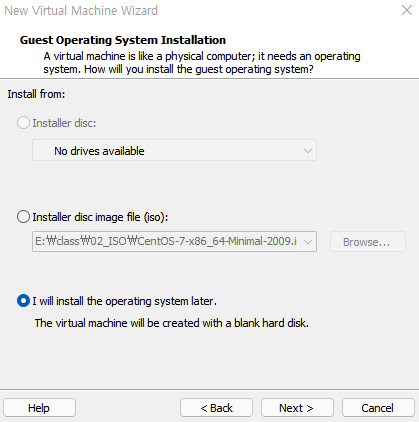 New Virtual Machine Wizard
Guest Operating System Installation
A virtual machine is like a physical computer; it needs an operating
system. How will you install the guest operating system?
Install from:
Installer disc:
No drives available
Installer disc image file (iso):
E:₩class₩02_ISO₩CentOS-7-x86_64-Minimal-2009.i
Browse...
I will install the operating system later.
The virtual machine will be created with a blank hard disk.
Help
< Back
Next >
Cancel